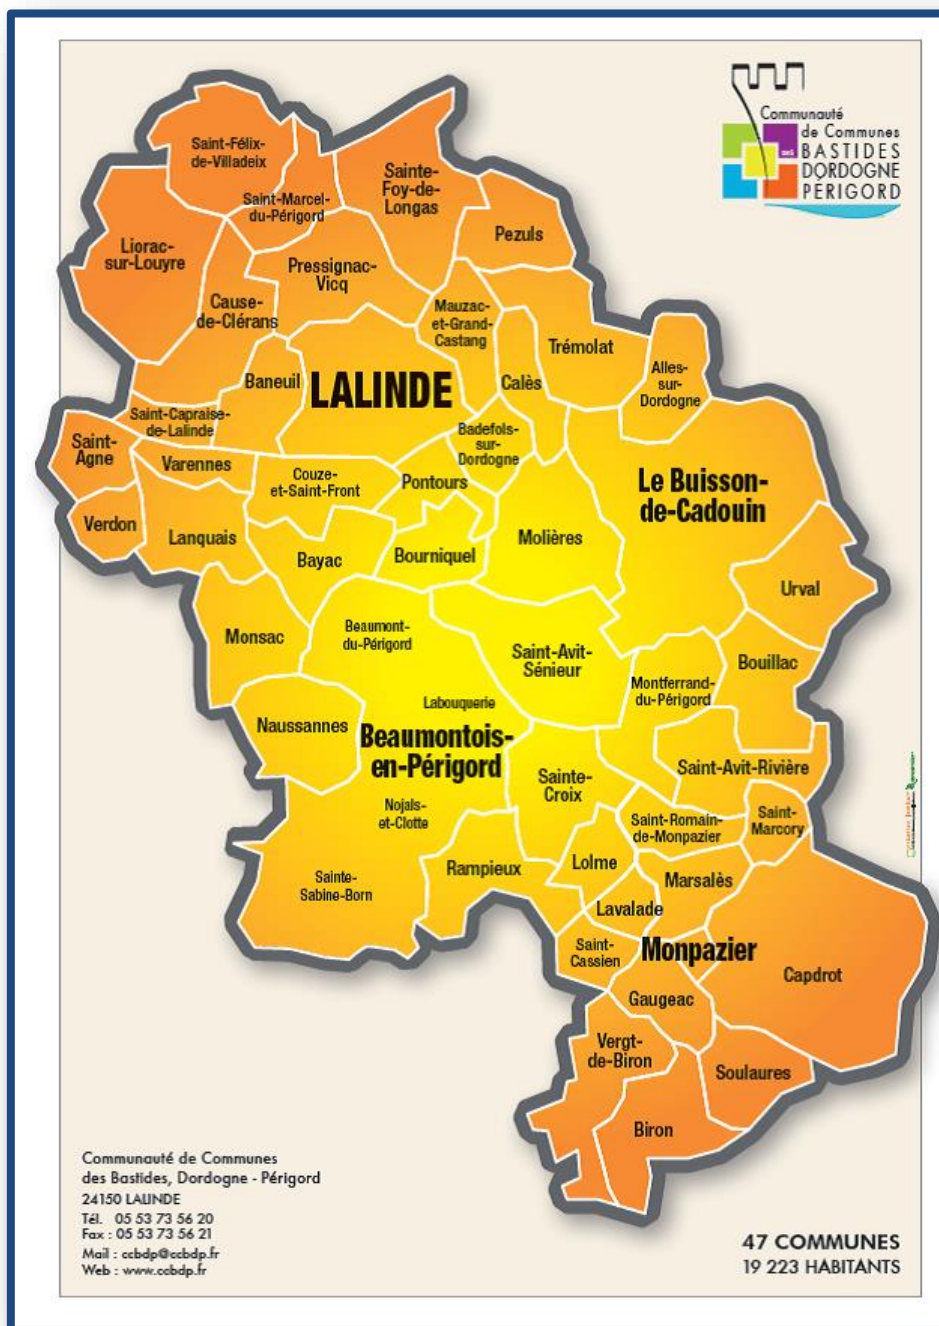 Communauté
de Communes
DES
BASTIDES
DORDOGNE
PÉRIGORD
Saint-Félix-
de-Villadeix
Saint-Marcel-
du-Périgord
Sainte-
Foy-de-
Longas
Pezuls
Liorac-
sur-Louyre
Pressignac-
Vicq
Cause-
de-Clérans
Mauzac-
et-Grand-
Castang
Trémolat
Baneuil
LALINDE
Calès
Alles-
sur-
Dordogne
Saint-Capraise-
de-Lalinde
Badefols-
sur-
Dordogne
Saint-
Agne
Varennes
Couze-
et-Saint-Front
Pontours
Le Buisson-
de-Cadouin
Verdon
Lanquais
Bayac
Bourniquel
Molières
Urval
Monsac
Beaumont-
du-Périgord
Saint-Avit-
Sénieur
Bouillac
Montferrand-
du-Périgord
Labouquerie
Naussannes
Beaumontois-
en-Périgord
Sainte-
Croix
Saint-Avit-Rivière
Nojals-
et-Clotte
Saint-Romain-
de-Monpazier
Saint-
Marcory
Sainte-
Sabine-Born
Rampieux
Lolme
Marsalès
Lavalade
Saint-
Cassien
Monpazier
Capdrot
Gaugeac
Vergt-
de-Biron
Soulaures
Biron
Communauté de Communes
des Bastides, Dordogne - Périgord
24150 LALINDE
Tél. 05 53 73 56 20
Fax : 05 53 73 56 21
Mail : ccbdp@ccbdp.fr
Web : www.ccbdp.fr
47 COMMUNES
19 223 HABITANTS